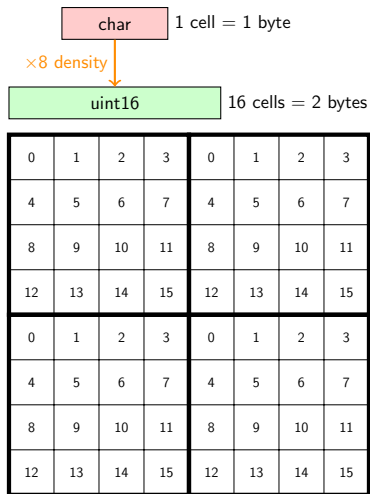 char 1 cell = 1 byte
×8 density
uint16 16 cells = 2 bytes
0 1 2 3 0 1 2 3
4 5 6 7 4 5 6 7
8 9 10 11 8 9 10 11
12 13 14 15 12 13 14 15
0 1 2 3 0 1 2 3
4 5 6 7 4 5 6 7
8 9 10 11 8 9 10 11
12 13 14 15 12 13 14 15